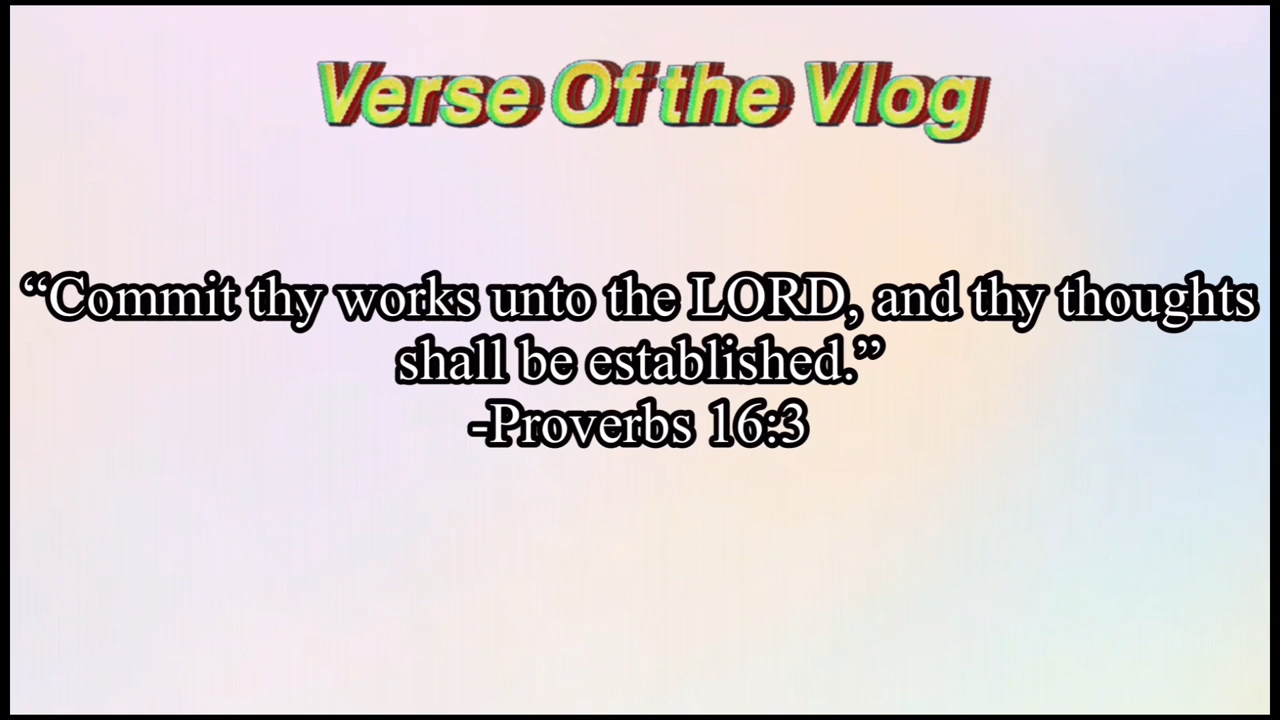 Verse Of the Vlog
“Commit thy works unto the LORD, and thy thoughts
shall be established.”
-Proverbs 16:3